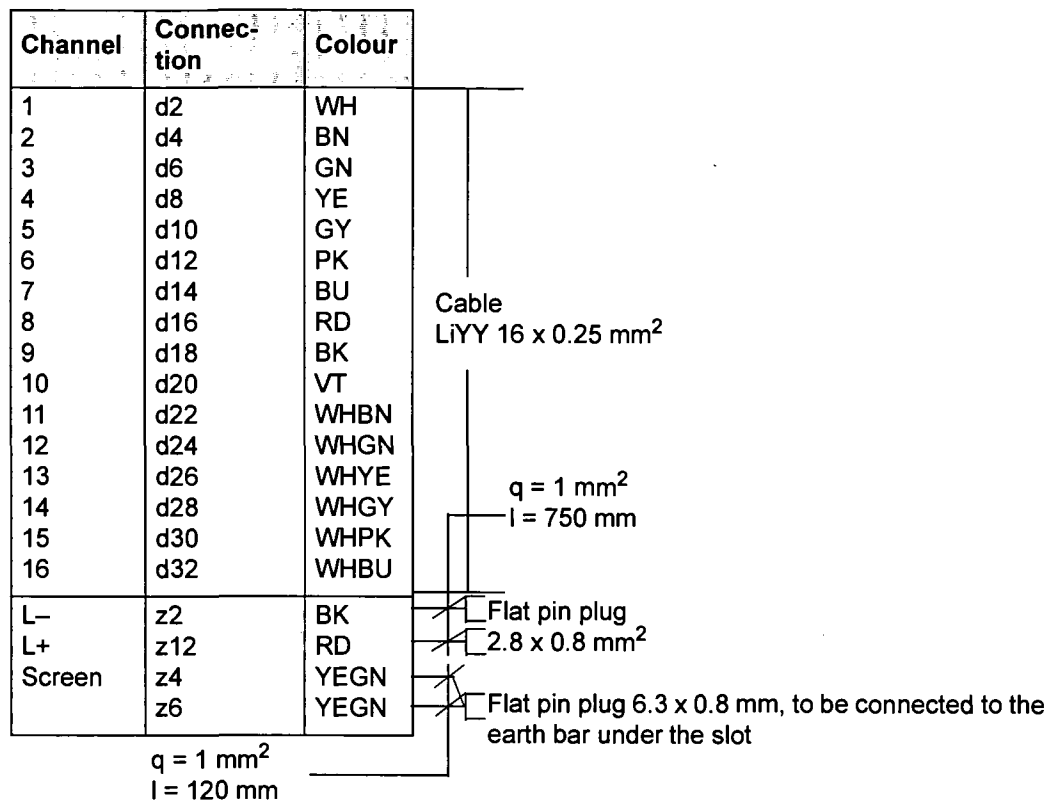 Channel Connec-tion Colour
1 d2 WH
2 d4 BN
3 d6 GN
4 d8 YE
5 d10 GY
6 d12 PK
7 d14 BU
8 d16 RD
9 d18 BK
10 d20 VT
11 d22 WHBN
12 d24 WHGN
13 d26 WHYE
14 d28 WHGY
15 d30 WHPK
16 d32 WHBU
Cable
LiYY 16 x 0.25 mm²
q = 1 mm²
l = 750 mm
L– z2 BK
L+ z12 RD
Screen z4 YEGN
z6 YEGN
Flat pin plug
2.8 x 0.8 mm²
Flat pin plug 6.3 x 0.8 mm, to be connected to the
earth bar under the slot
q = 1 mm²
l = 120 mm